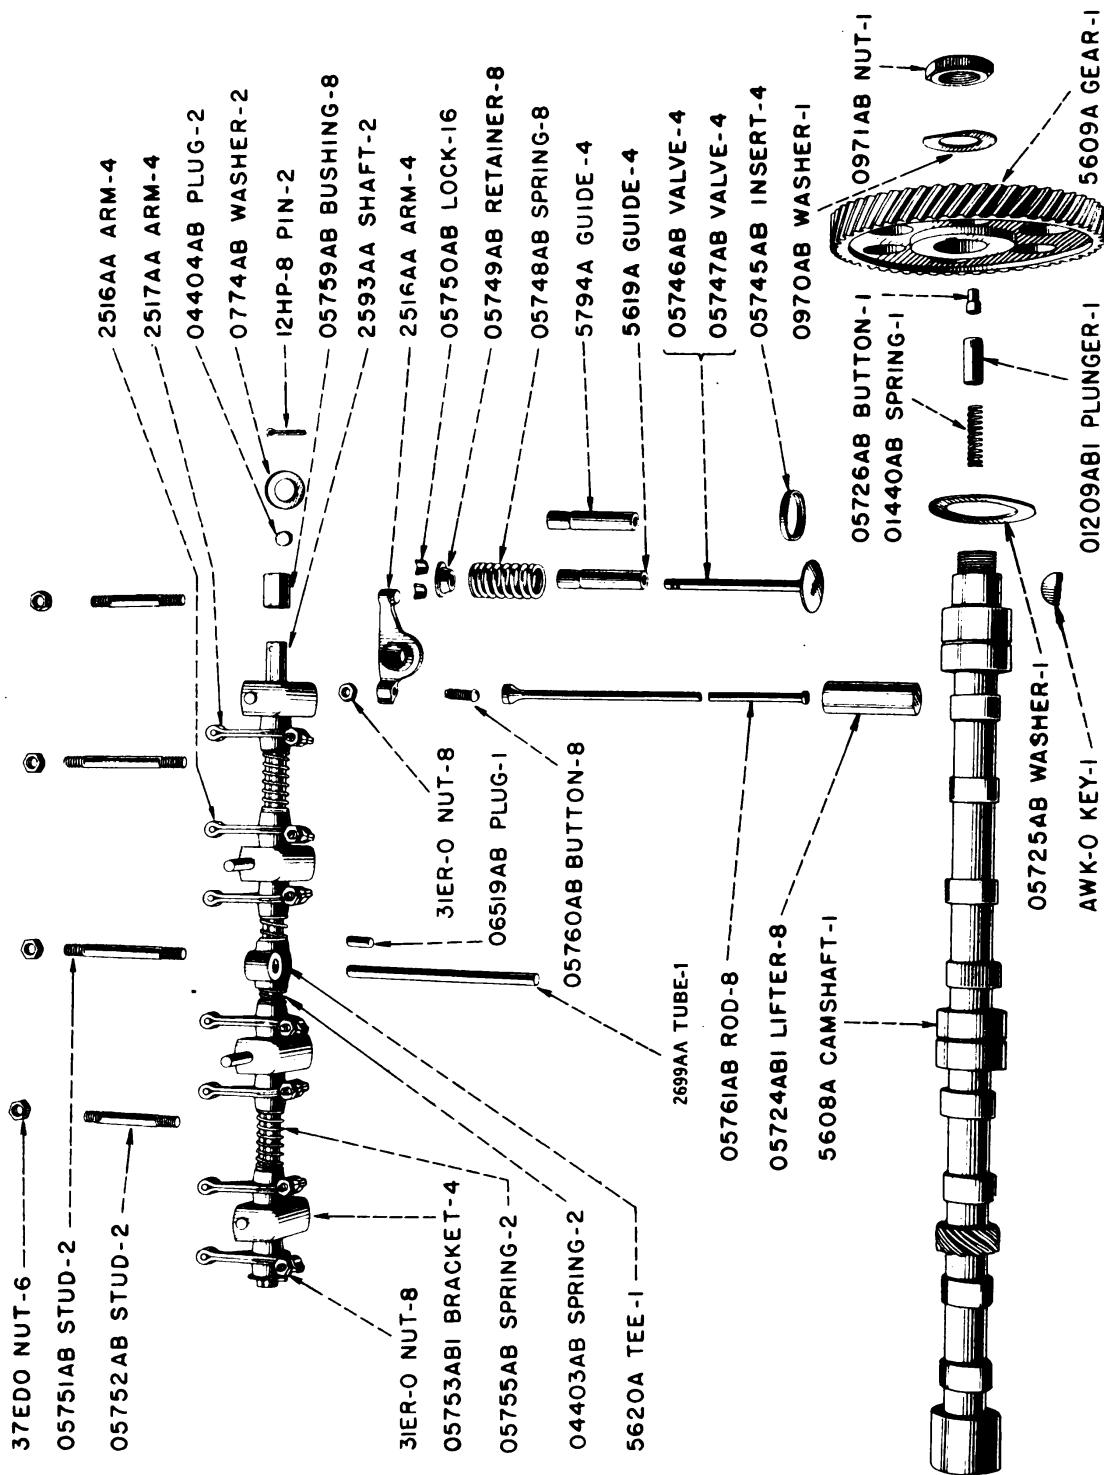 37EDO NUT-6
05751AB STUD-2
05752AB STUD-2
31ER-O NUT-8
05753AB1 BRACKET-4
05755AB SPRING-2
04403AB SPRING-2
5620A TEE-1
2516AA ARM-4
2517AA ARM-4
04404AB PLUG-2
0774AB WASHER-2
12HP-8 PIN-2
05759AB BUSHING-8
2593AA SHAFT-2
2516AA ARM-4
05750AB LOCK-16
05749AB RETAINER-8
05748AB SPRING-8
5794A GUIDE-4
5619A GUIDE-4
05746AB VALVE-4
05747AB VALVE-4
05745AB INSERT-4
0970AB WASHER-1
0971AB NUT-1
5609A GEAR-1
31ER-O NUT-8
06519AB PLUG-1
05760AB BUTTON-8
2699AA TUBE-1
05761AB ROD-8
05724AB1 LIFTER-8
5608A CAMSHAFT-1
05726AB BUTTON-1
01440AB SPRING-1
01209AB1 PLUNGER-1
05725AB WASHER-1
AWK-O KEY-1